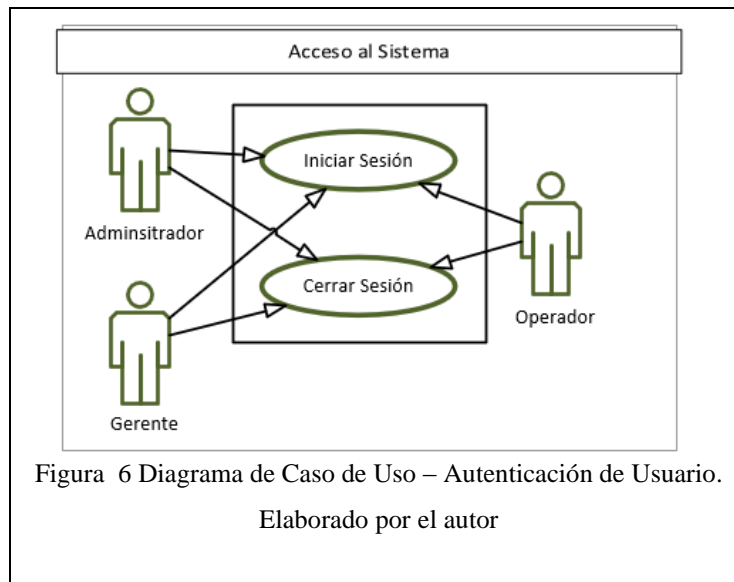 Acceso al Sistema
Iniciar Sesión
Adminsitrador
Cerrar Sesión
Operador
Gerente
Figura 6 Diagrama de Caso de Uso – Autenticación de Usuario.
Elaborado por el autor